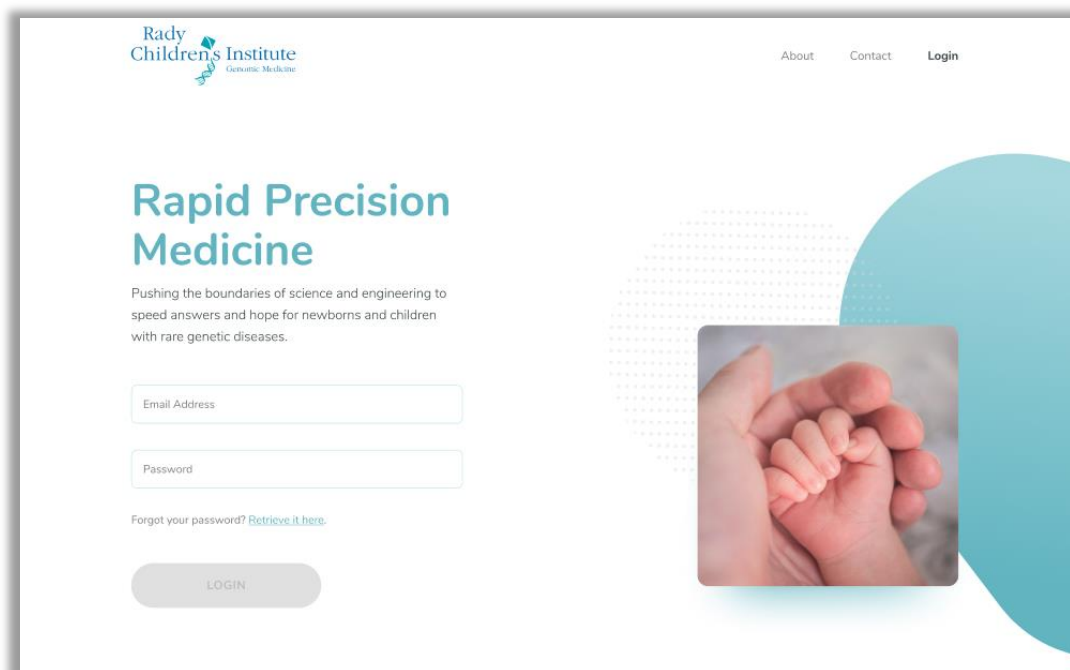 Rady
Children's Institute
Genomic Medicine
About Contact Login
Rapid Precision
Medicine
Pushing the boundaries of science and engineering to
speed answers and hope for newborns and children
with rare genetic diseases.
Email Address
Password
Forgot your password? Retrieve it here.
LOGIN